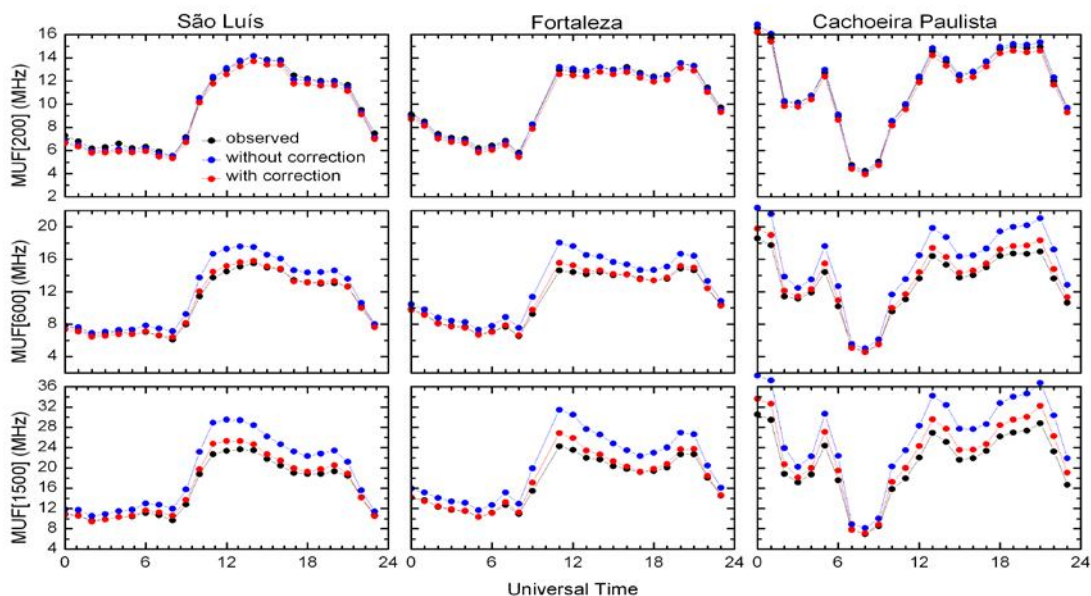 São Luís
Fortaleza
Cachoeira Paulista
MUF[200] (MHz)
16
14
12
10
8
6
4
2
observed
without correction
with correction
MUF[600] (MHz)
20
16
12
8
4
MUF[1500] (MHz)
36
32
28
24
20
16
12
8
4
0 6 12 18 24
0 6 12 18 24
0 6 12 18 24
Universal Time